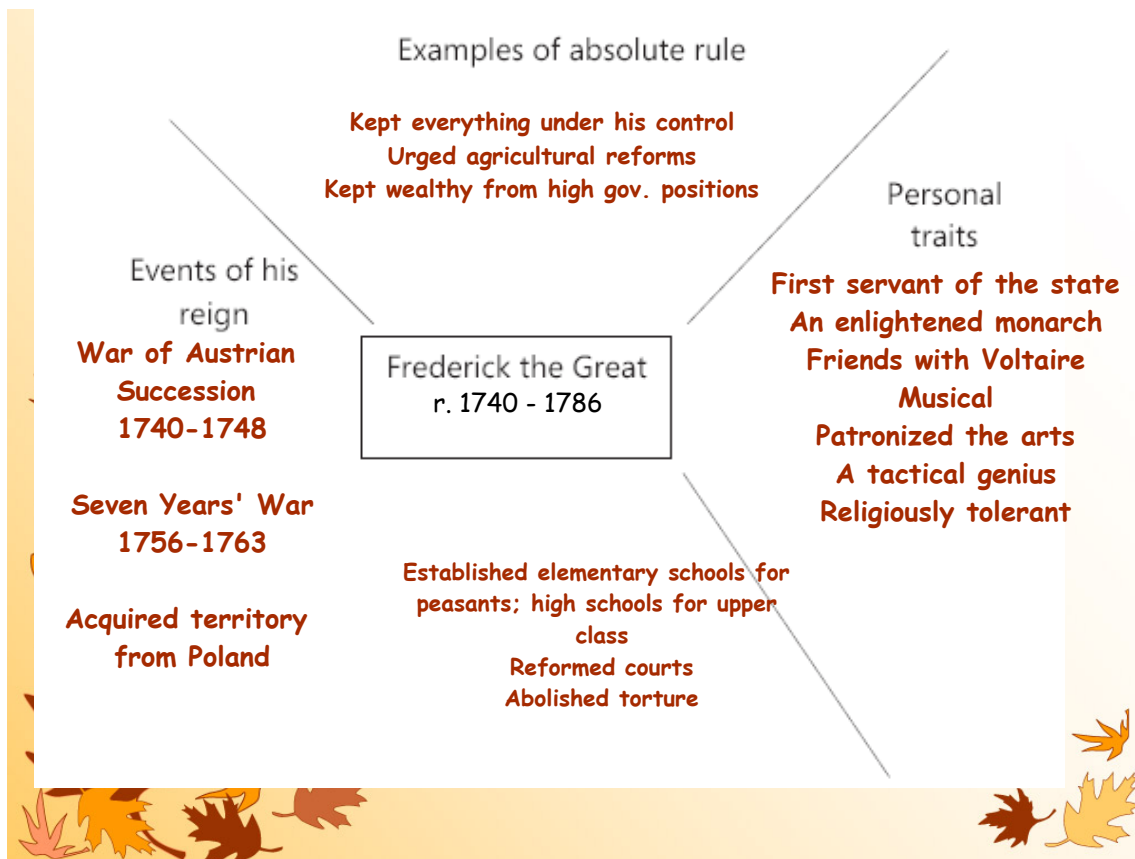 Examples of absolute rule
Kept everything under his control
Urged agricultural reforms
Kept wealthy from high gov. positions
Events of his
reign
War of Austrian
Succession
1740-1748
Seven Years' War
1756-1763
Acquired territory
from Poland
Frederick the Great
r. 1740 - 1786
Personal
traits
First servant of the state
An enlightened monarch
Friends with Voltaire
Musical
Patronized the arts
A tactical genius
Religiously tolerant
Established elementary schools for
peasants; high schools for upper
class
Reformed courts
Abolished torture